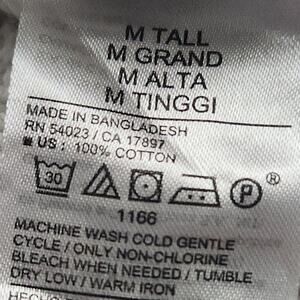 M TALL
M GRAND
M ALTA
M TINGGI
MADE IN BANGLADESH
RN 54023 / CA 17897
■ US : 100% COTTON
30 P ®
1166
MACHINE WASH COLD GENTLE
CYCLE / ONLY NON-CHLORINE
BLEACH WHEN NEEDED / TUMBLE
DRY LOW / WARM IRON